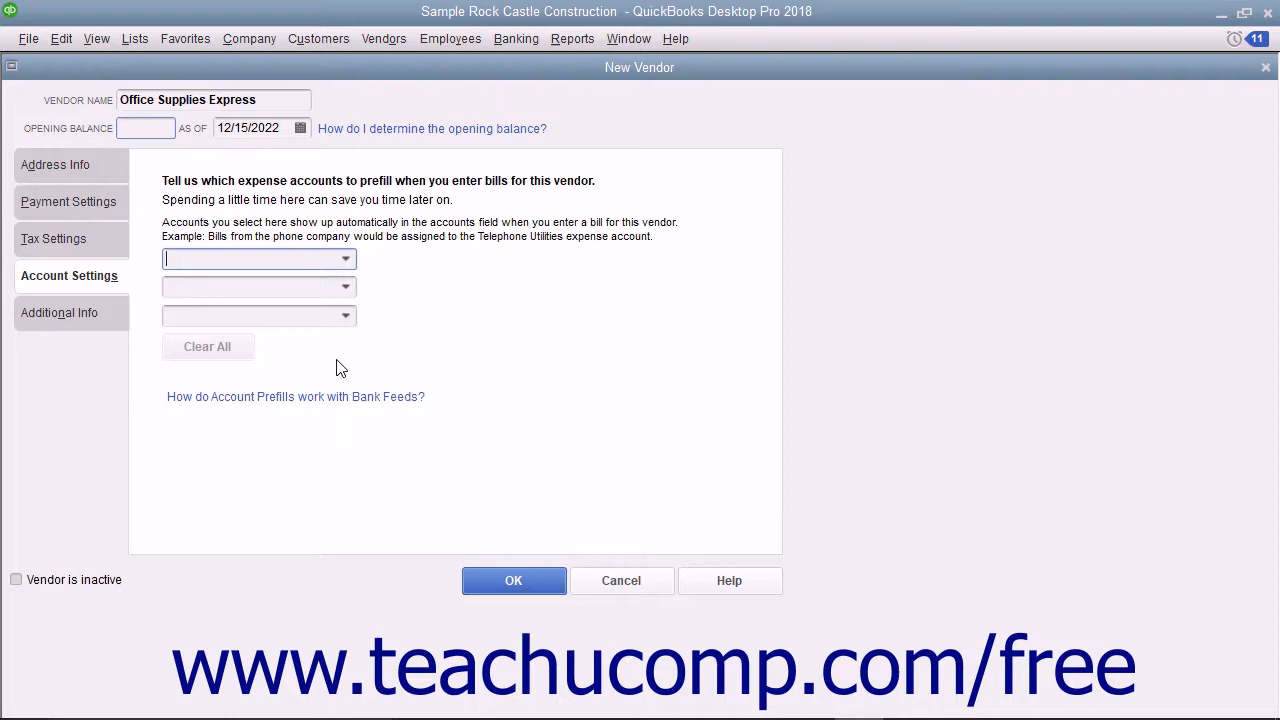 Sample Rock Castle Construction - QuickBooks Desktop Pro 2018
File Edit View Lists Favorites Company Customers Vendors Employees Banking Reports Window Help 11
New Vendor
VENDOR NAME Office Supplies Express
OPENING BALANCE AS OF 12/15/2022 How do I determine the opening balance?
Address Info
Payment Settings
Tax Settings
Account Settings
Additional Info
Tell us which expense accounts to prefill when you enter bills for this vendor.
Spending a little time here can save you time later on.
Accounts you select here show up automatically in the accounts field when you enter a bill for this vendor.
Example: Bills from the phone company would be assigned to the Telephone Utilities expense account.
Clear All
How do Account Prefills work with Bank Feeds?
Vendor is inactive
OK Cancel Help
www.teachucomp.com/free